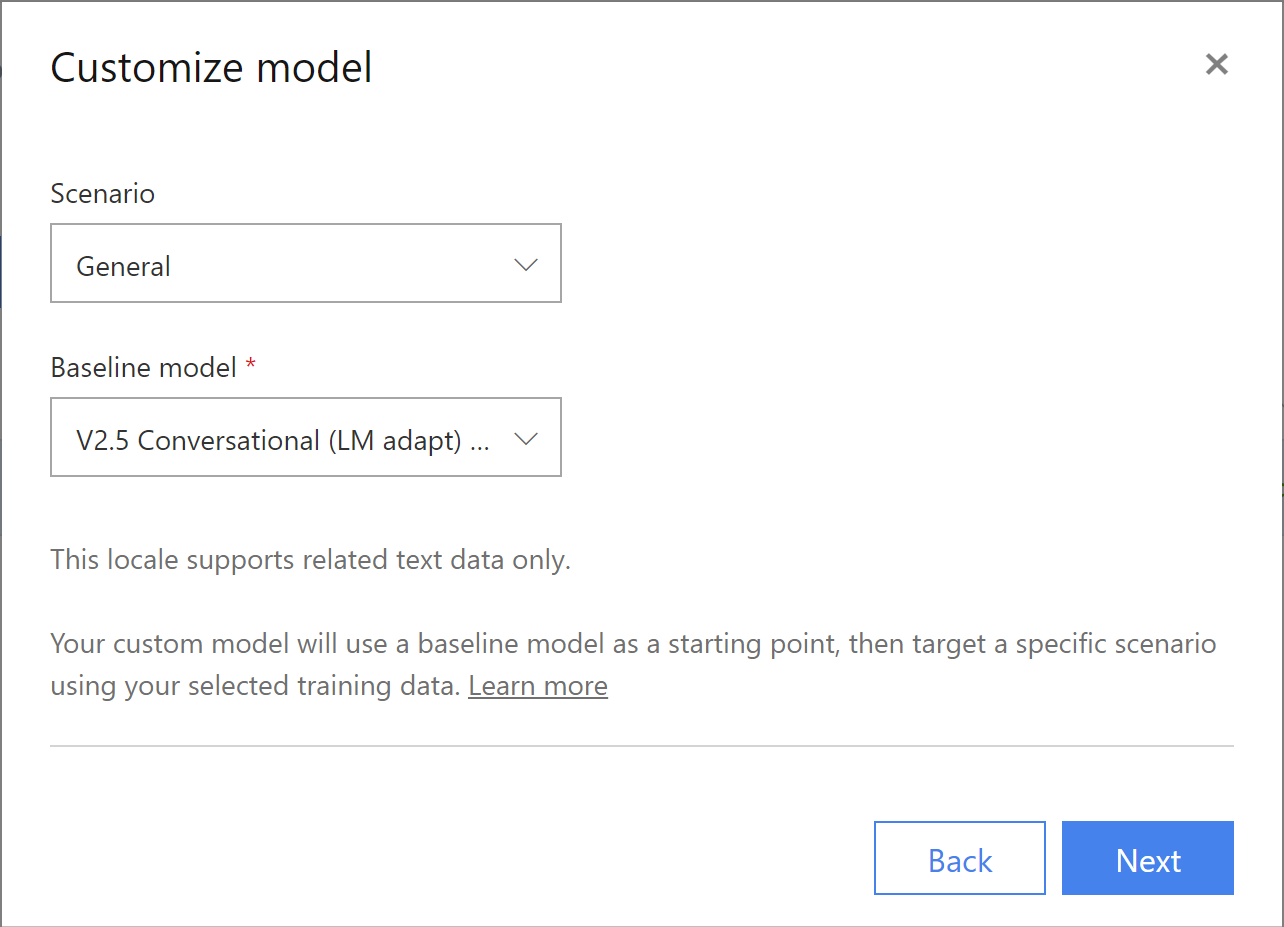 Customize model
Scenario
General
Baseline model *
V2.5 Conversational (LM adapt) ...
This locale supports related text data only.
Your custom model will use a baseline model as a starting point, then target a specific scenario
using your selected training data. Learn more
Back
Next